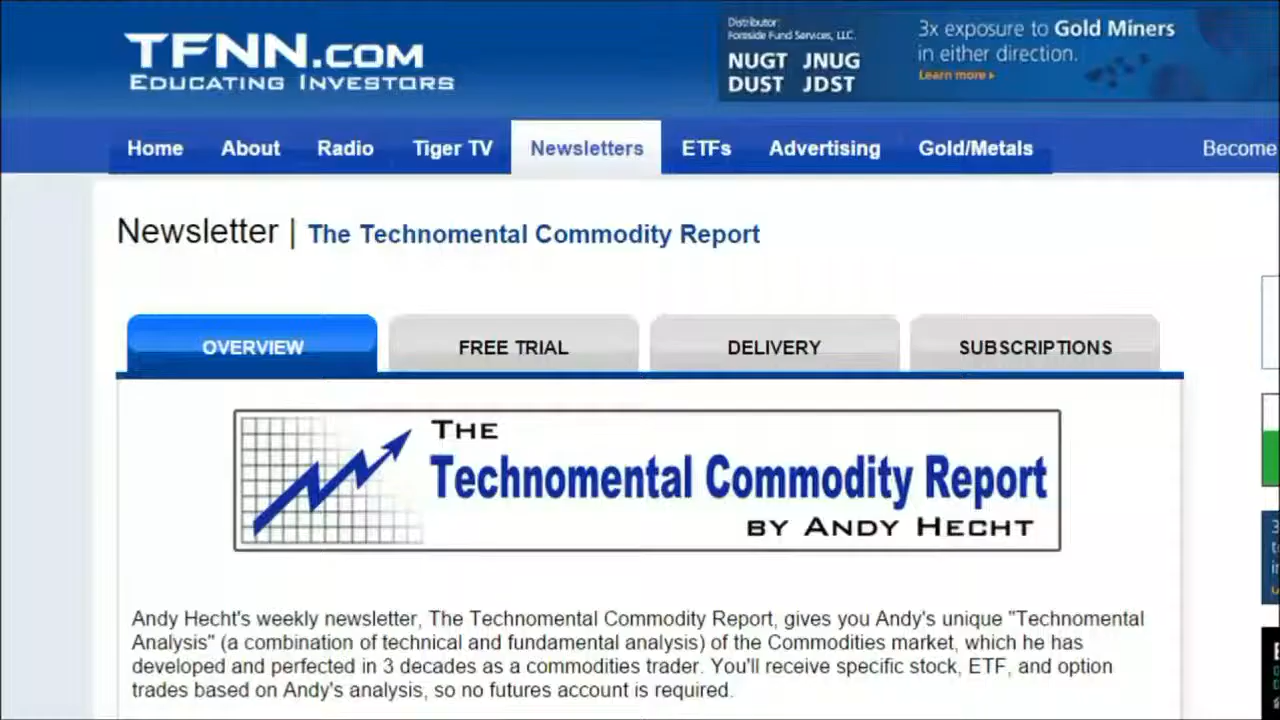 TFNN.COM
EDUCATING INVESTORS
Distributor:
Foreside Fund Services, LLC.
NUGT JNUG
DUST JDST
3x exposure to Gold Miners
in either direction.
Learn more
Home About Radio Tiger TV Newsletters ETFs Advertising Gold/Metals Become
Newsletter | The Technomental Commodity Report
OVERVIEW FREE TRIAL DELIVERY SUBSCRIPTIONS
THE
Technomental Commodity Report
BY ANDY HECHT
Andy Hecht's weekly newsletter, The Technomental Commodity Report, gives you Andy's unique "Technomental
Analysis" (a combination of technical and fundamental analysis) of the Commodities market, which he has
developed and perfected in 3 decades as a commodities trader. You'll receive specific stock, ETF, and option
trades based on Andy's analysis, so no futures account is required.